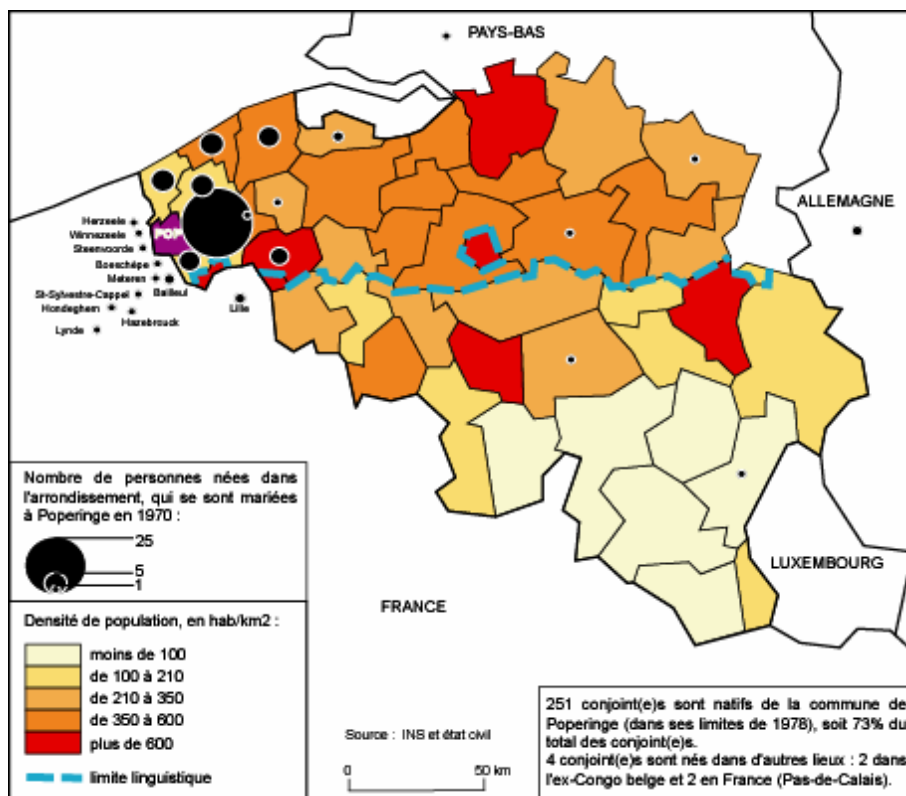 PAYS-BAS
ALLEMAGNE
Herzeele
Winnezeele
Steenvoorde
Boeschèpe
Meteren
Bailleul
St-Sylvestre-Cappel
Hondeghem
Hazebrouck
Lynde
Lille
POP
LUXEMBOURG
FRANCE
Nombre de personnes nées dans
l'arrondissement, qui se sont mariées
à Poperinge en 1970 :
25
5
1
Densité de population, en hab/km2 :
moins de 100
de 100 à 210
de 210 à 350
de 350 à 600
plus de 600
limite linguistique
Source : INS et état civil
0 50 km
251 conjoint(e)s sont natifs de la commune de
Poperinge (dans ses limites de 1978), soit 73% du
total des conjoint(e)s.
4 conjoint(e)s sont nés dans d'autres lieux : 2 dans
l'ex-Congo belge et 2 en France (Pas-de-Calais).